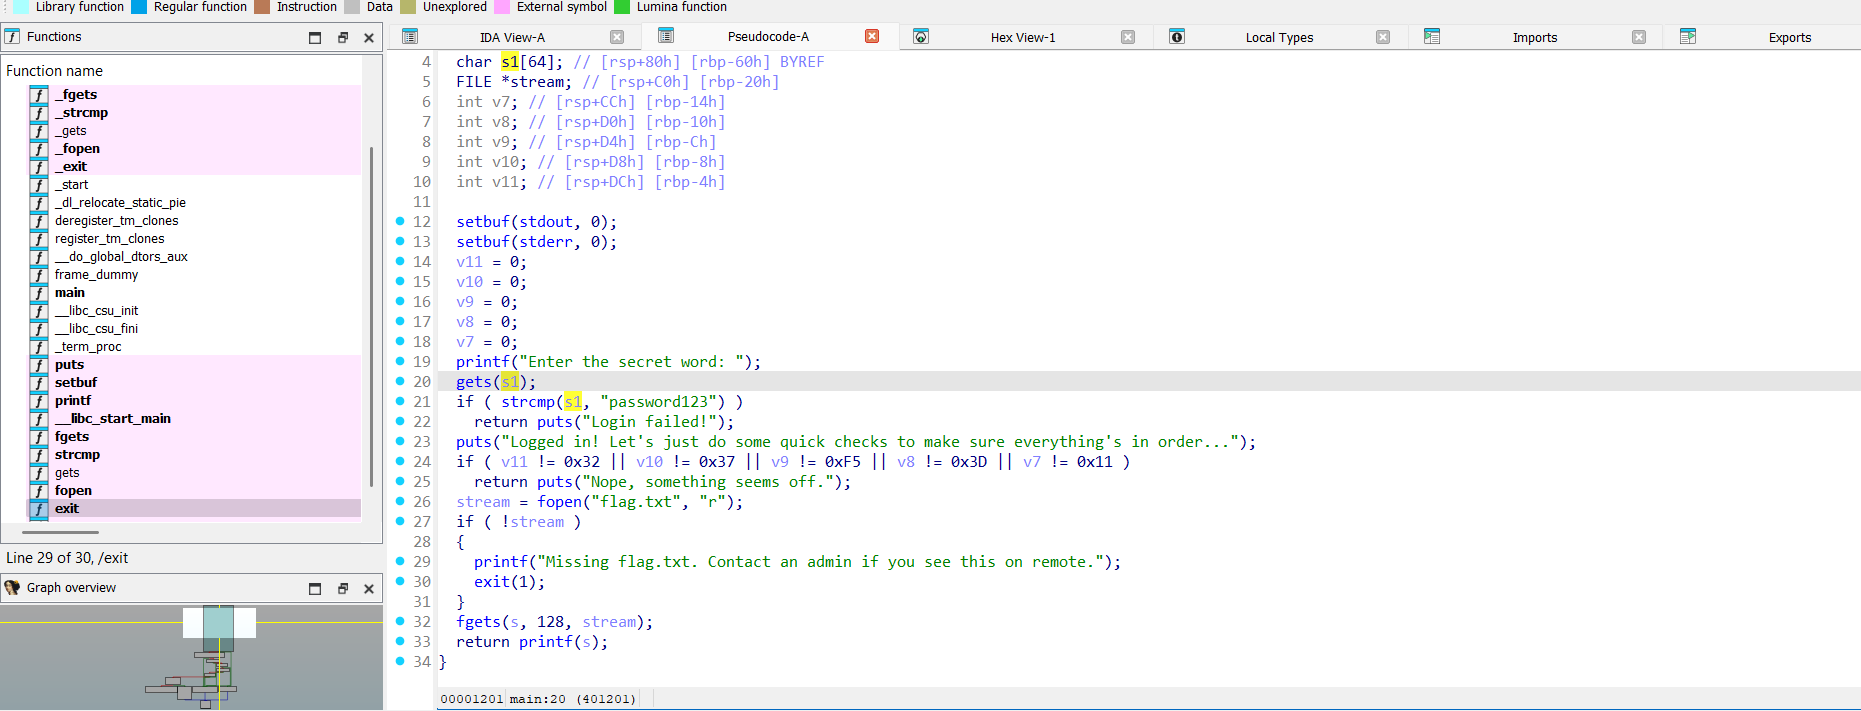 Library function Regular function Instruction Data Unexplored External symbol Lumina function
Functions
Function name
f _fgets
f _strcmp
f _gets
f _fopen
f _exit
f _start
f _dl_relocate_static_pie
f deregister_tm_clones
f register_tm_clones
f __do_global_dtors_aux
f frame_dummy
f main
f __libc_csu_init
f __libc_csu_fini
f _term_proc
f puts
f setbuf
f printf
f __libc_start_main
f fgets
f strcmp
f gets
f fopen
f exit
Line 29 of 30, /exit
Graph overview
IDA View-A Pseudocode-A Hex View-1 Local Types Imports Exports
4 char s1[64]; // [rsp+80h] [rbp-60h] BYREF
5 FILE *stream; // [rsp+C0h] [rbp-20h]
6 int v7; // [rsp+CCh] [rbp-14h]
7 int v8; // [rsp+D0h] [rbp-10h]
8 int v9; // [rsp+D4h] [rbp-Ch]
9 int v10; // [rsp+D8h] [rbp-8h]
10 int v11; // [rsp+DCh] [rbp-4h]
11
12 setbuf(stdout, 0);
13 setbuf(stderr, 0);
14 v11 = 0;
15 v10 = 0;
16 v9 = 0;
17 v8 = 0;
18 v7 = 0;
19 printf("Enter the secret word: ");
20 gets(s1);
21 if ( strcmp(s1, "password123") )
22 return puts("Login failed!");
23 puts("Logged in! Let's just do some quick checks to make sure everything's in order...");
24 if ( v11 != 0x32 || v10 != 0x37 || v9 != 0xF5 || v8 != 0x3D || v7 != 0x11 )
25 return puts("Nope, something seems off.");
26 stream = fopen("flag.txt", "r");
27 if ( !stream )
28 {
29 printf("Missing flag.txt. Contact an admin if you see this on remote.");
30 exit(1);
31 }
32 fgets(s, 128, stream);
33 return printf(s);
34 }
00001201 main:20 (401201)